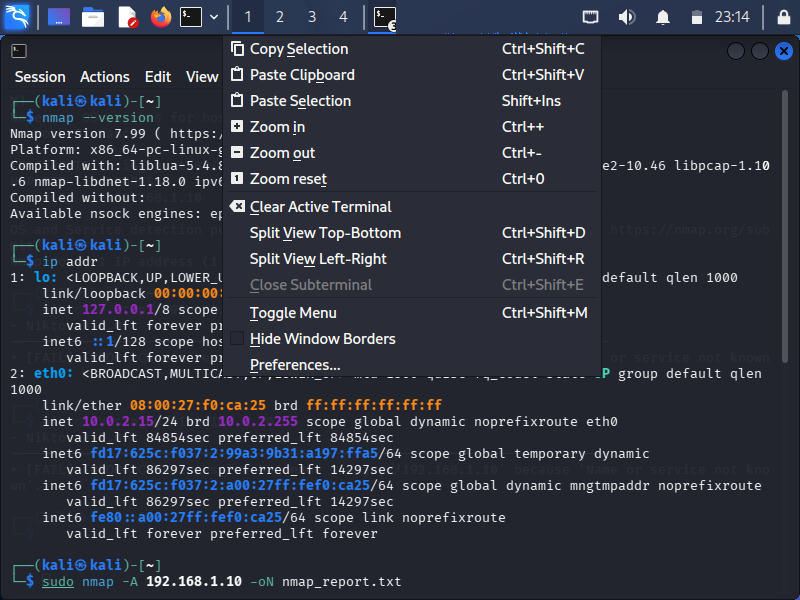 1 2 3 4 23:14
Session Actions Edit View
Copy Selection Ctrl+Shift+C
Paste Clipboard Ctrl+Shift+V
Paste Selection Shift+Ins
Zoom in Ctrl++
Zoom out Ctrl+-
Zoom reset Ctrl+0
Clear Active Terminal
Split View Top-Bottom Ctrl+Shift+D
Split View Left-Right Ctrl+Shift+R
Close Subterminal Ctrl+Shift+E
Toggle Menu Ctrl+Shift+M
Hide Window Borders
Preferences...
┌──(kali㉿kali)-[~]
└─$ nmap --version
Nmap version 7.99 ( https:/
Platform: x86_64-pc-linux-g
Compiled with: liblua-5.4.8 e2-10.46 libpcap-1.10
.6 nmap-libdnet-1.18.0 ipv6
Compiled without:
Available nsock engines: ep
┌──(kali㉿kali)-[~]
└─$ ip addr
1: lo: <LOOPBACK,UP,LOWER_U default qlen 1000
link/loopback 00:00:00:
inet 127.0.0.1/8 scope
valid_lft forever pr
inet6 ::1/128 scope hos
valid_lft forever pr
2: eth0: <BROADCAST,MULTICAST, group default qlen
1000
link/ether 08:00:27:f0:ca:25 brd ff:ff:ff:ff:ff:ff
inet 10.0.2.15/24 brd 10.0.2.255 scope global dynamic noprefixroute eth0
valid_lft 84854sec preferred_lft 84854sec
inet6 fd17:625c:f037:2:99a3:9b31:a197:ffa5/64 scope global temporary dynamic
valid_lft 86297sec preferred_lft 14297sec
inet6 fd17:625c:f037:2:a00:27ff:fef0:ca25/64 scope global dynamic mngtmpaddr noprefixroute
valid_lft 86297sec preferred_lft 14297sec
inet6 fe80::a00:27ff:fef0:ca25/64 scope link noprefixroute
valid_lft forever preferred_lft forever
┌──(kali㉿kali)-[~]
└─$ sudo nmap -A 192.168.1.10 -oN nmap_report.txt